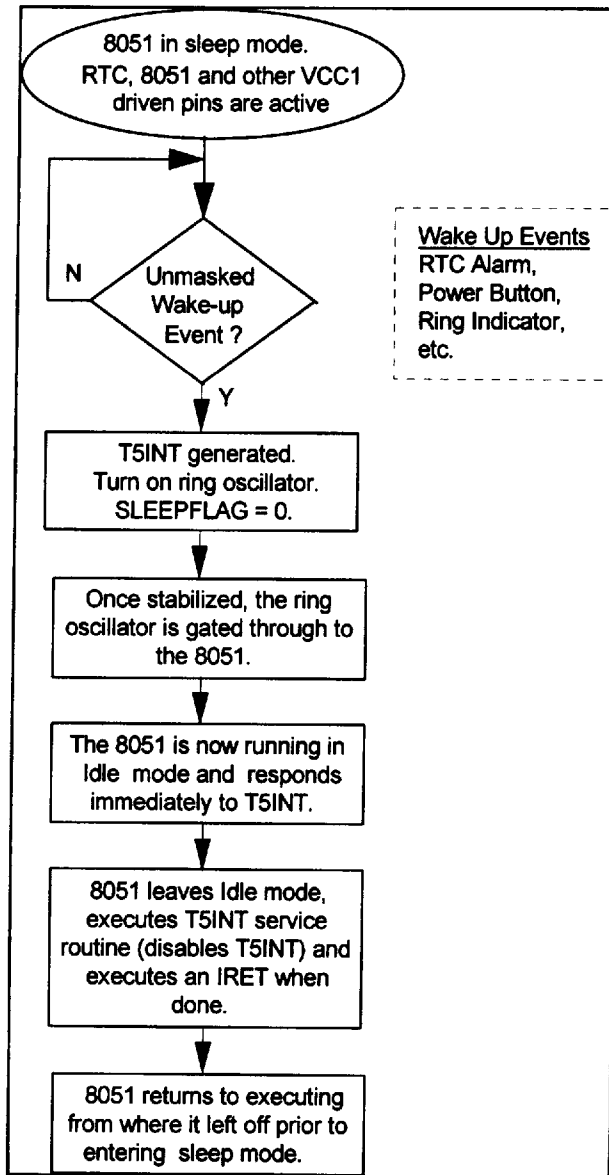 8051 in sleep mode.
RTC, 8051 and other VCC1
driven pins are active
N
Unmasked
Wake-up
Event ?
Y
Wake Up Events
RTC Alarm,
Power Button,
Ring Indicator,
etc.
T5INT generated.
Turn on ring oscillator.
SLEEPFLAG = 0.
Once stabilized, the ring
oscillator is gated through to
the 8051.
The 8051 is now running in
Idle mode and responds
immediately to T5INT.
8051 leaves Idle mode,
executes T5INT service
routine (disables T5INT) and
executes an IRET when
done.
8051 returns to executing
from where it left off prior to
entering sleep mode.